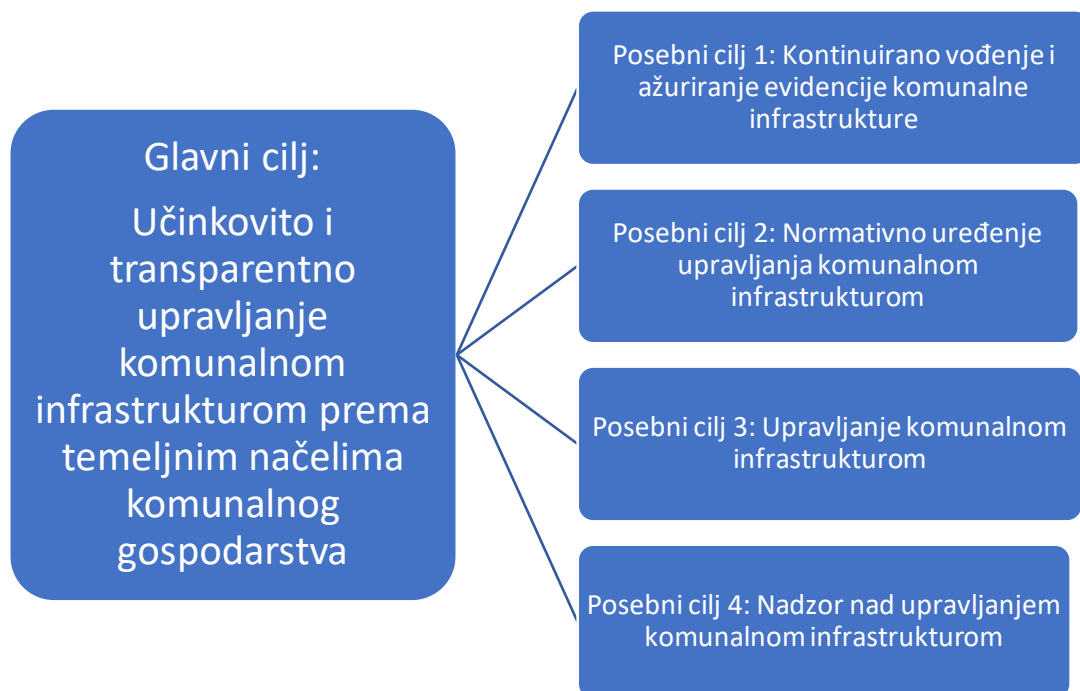 Glavni cilj:
Učinkovito i
transparentno
upravljanje
komunalnom
infrastrukturom prema
temeljnim načelima
komunalnog
gospodarstva
Posebni cilj 1: Kontinuirano vođenje i
ažuriranje evidencije komunalne
infrastrukture
Posebni cilj 2: Normativno uređenje
upravljanja komunalnom
infrastrukturom
Posebni cilj 3: Upravljanje komunalnom
infrastrukturom
Posebni cilj 4: Nadzor nad upravljanjem
komunalnom infrastrukturom